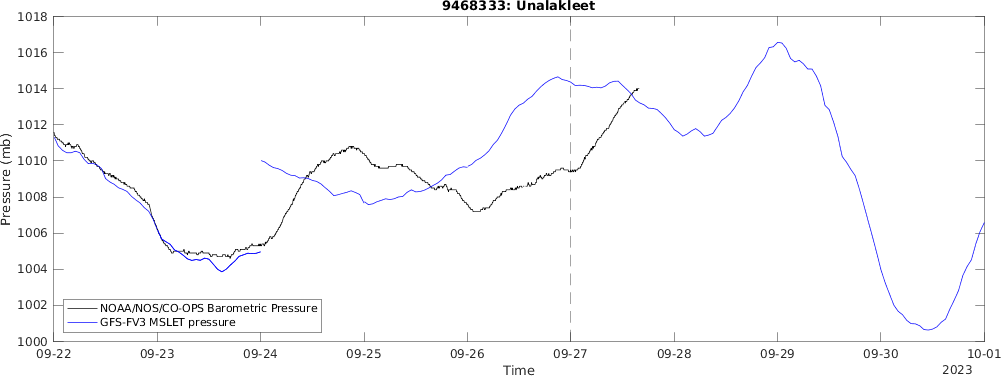 9468333: Unalakleet
1018
1016
1014
1012
1010
1008
1006
1004
1002
1000
Pressure (mb)
NOAA/NOS/CO-OPS Barometric Pressure
GFS-FV3 MSLET pressure
09-22 09-23 09-24 09-25 09-26 09-27 09-28 09-29 09-30 10-01
Time
2023